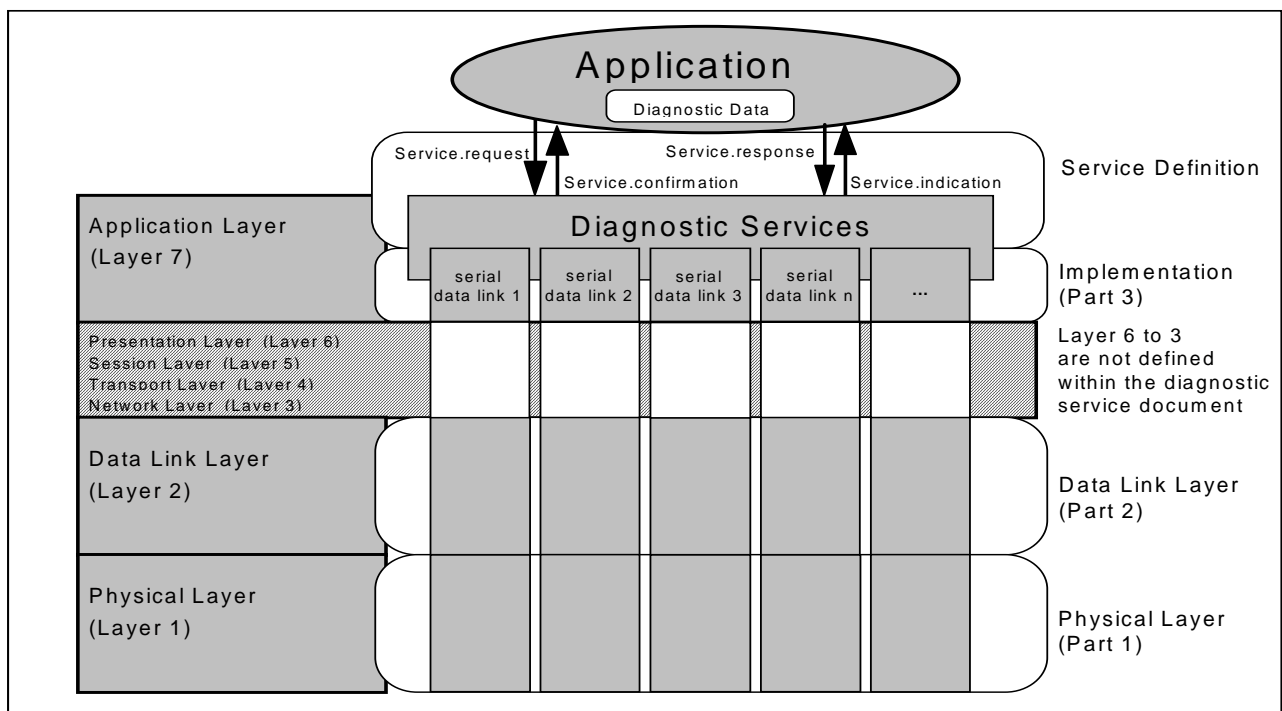 Application
Diagnostic Data
Service.request
Service.response
Service.confirmation
Service.indication
Service Definition
Application Layer
(Layer 7)
Diagnostic Services
serial
data link 1
serial
data link 2
serial
data link 3
serial
data link n
...
Implementation
(Part 3)
Presentation Layer (Layer 6)
Session Layer (Layer 5)
Transport Layer (Layer 4)
Network Layer (Layer 3)
Layer 6 to 3
are not defined
within the diagnostic
service document
Data Link Layer
(Layer 2)
Data Link Layer
(Part 2)
Physical Layer
(Layer 1)
Physical Layer
(Part 1)